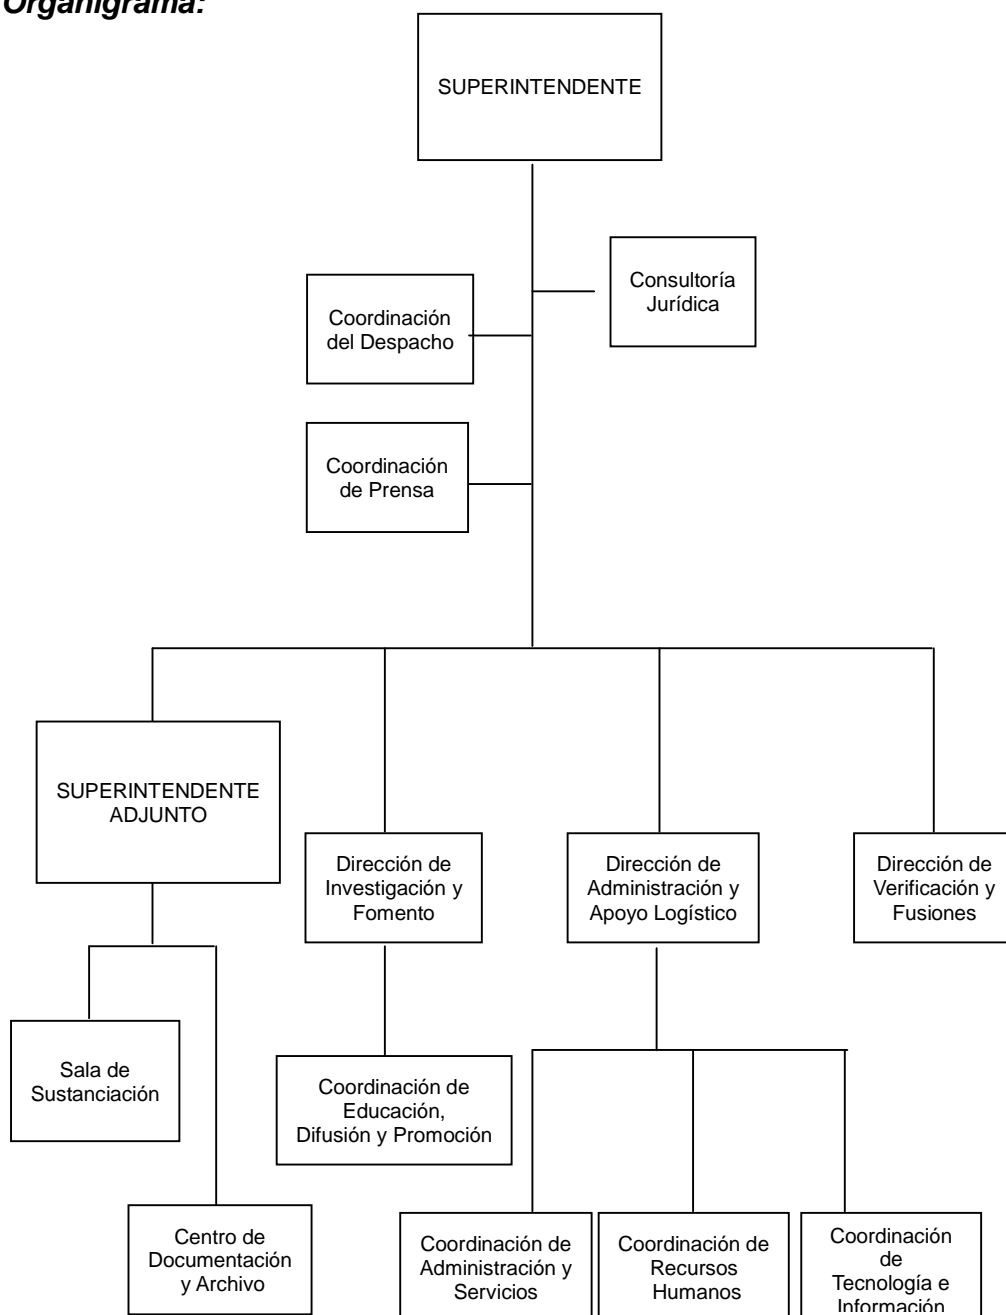 Organigrama:
SUPERINTENDENTE
Consultoría
Jurídica
Coordinación
del Despacho
Coordinación
de Prensa
SUPERINTENDENTE
ADJUNTO
Dirección de
Investigación y
Fomento
Dirección de
Administración y
Apoyo Logístico
Dirección de
Verificación y
Fusiones
Sala de
Sustanciación
Coordinación de
Educación,
Difusión y Promoción
Centro de
Documentación
y Archivo
Coordinación de
Administración y
Servicios
Coordinación de
Recursos
Humanos
Coordinación
de
Tecnología e
Información